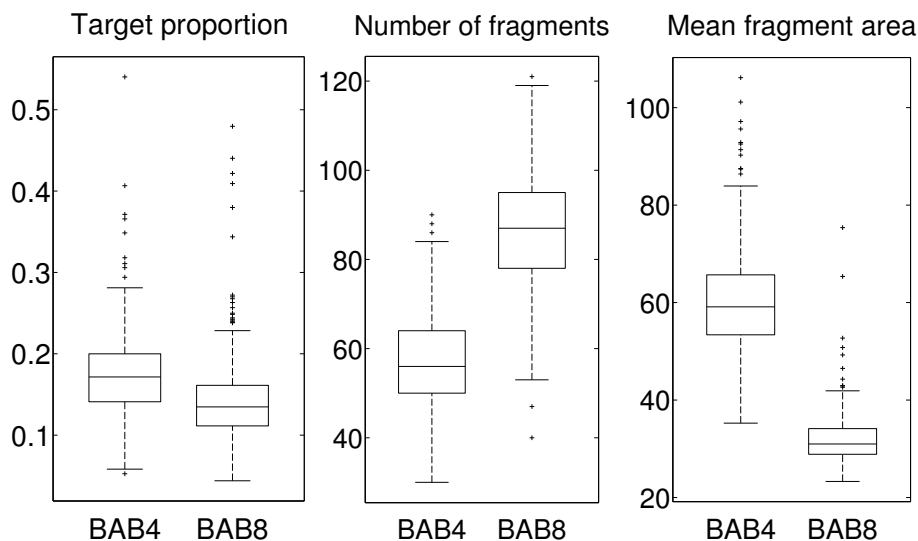 Target proportion
0.5
0.4
0.3
0.2
0.1
BAB4 BAB8
Number of fragments
120
100
80
60
40
BAB4 BAB8
Mean fragment area
100
80
60
40
20
BAB4 BAB8